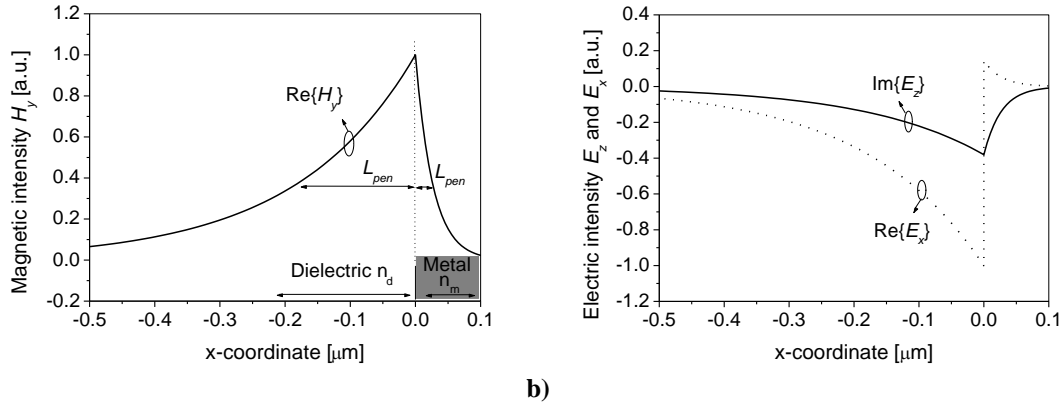 Magnetic intensity H_y [a.u.]
1.2
1.0
0.8
0.6
0.4
0.2
0.0
-0.2
Re{H_y}
L_pen
L_pen
Dielectric n_d
Metal
n_m
-0.5 -0.4 -0.3 -0.2 -0.1 0.0 0.1
x-coordinate [μm]
Electric intensity E_z and E_x [a.u.]
0.4
0.2
0.0
-0.2
-0.4
-0.6
-0.8
-1.0
-1.2
Im{E_z}
Re{E_x}
-0.5 -0.4 -0.3 -0.2 -0.1 0.0 0.1
x-coordinate [μm]
b)